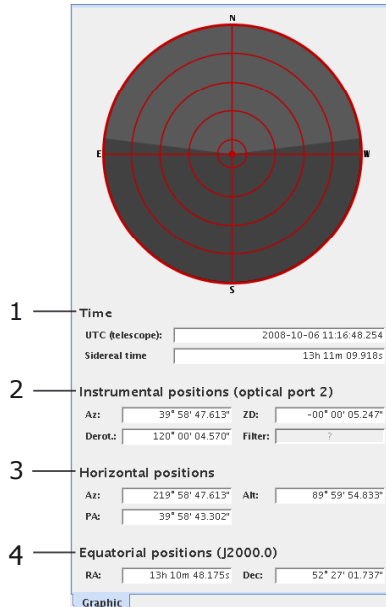 N
E W
S
1 Time
UTC (telescope): 2008-10-06 11:16:48.254
Sidereal time 13h 11m 09.918s
2 Instrumental positions (optical port 2)
Az: 39° 58' 47.613" ZD: -00° 00' 05.247"
Derot.: 120° 00' 04.570" Filter: ?
3 Horizontal positions
Az: 219° 58' 47.613" Alt: 89° 59' 54.833"
PA: 39° 58' 43.302"
4 Equatorial positions (J2000.0)
RA: 13h 10m 48.175s Dec: 52° 27' 01.737"
Graphic